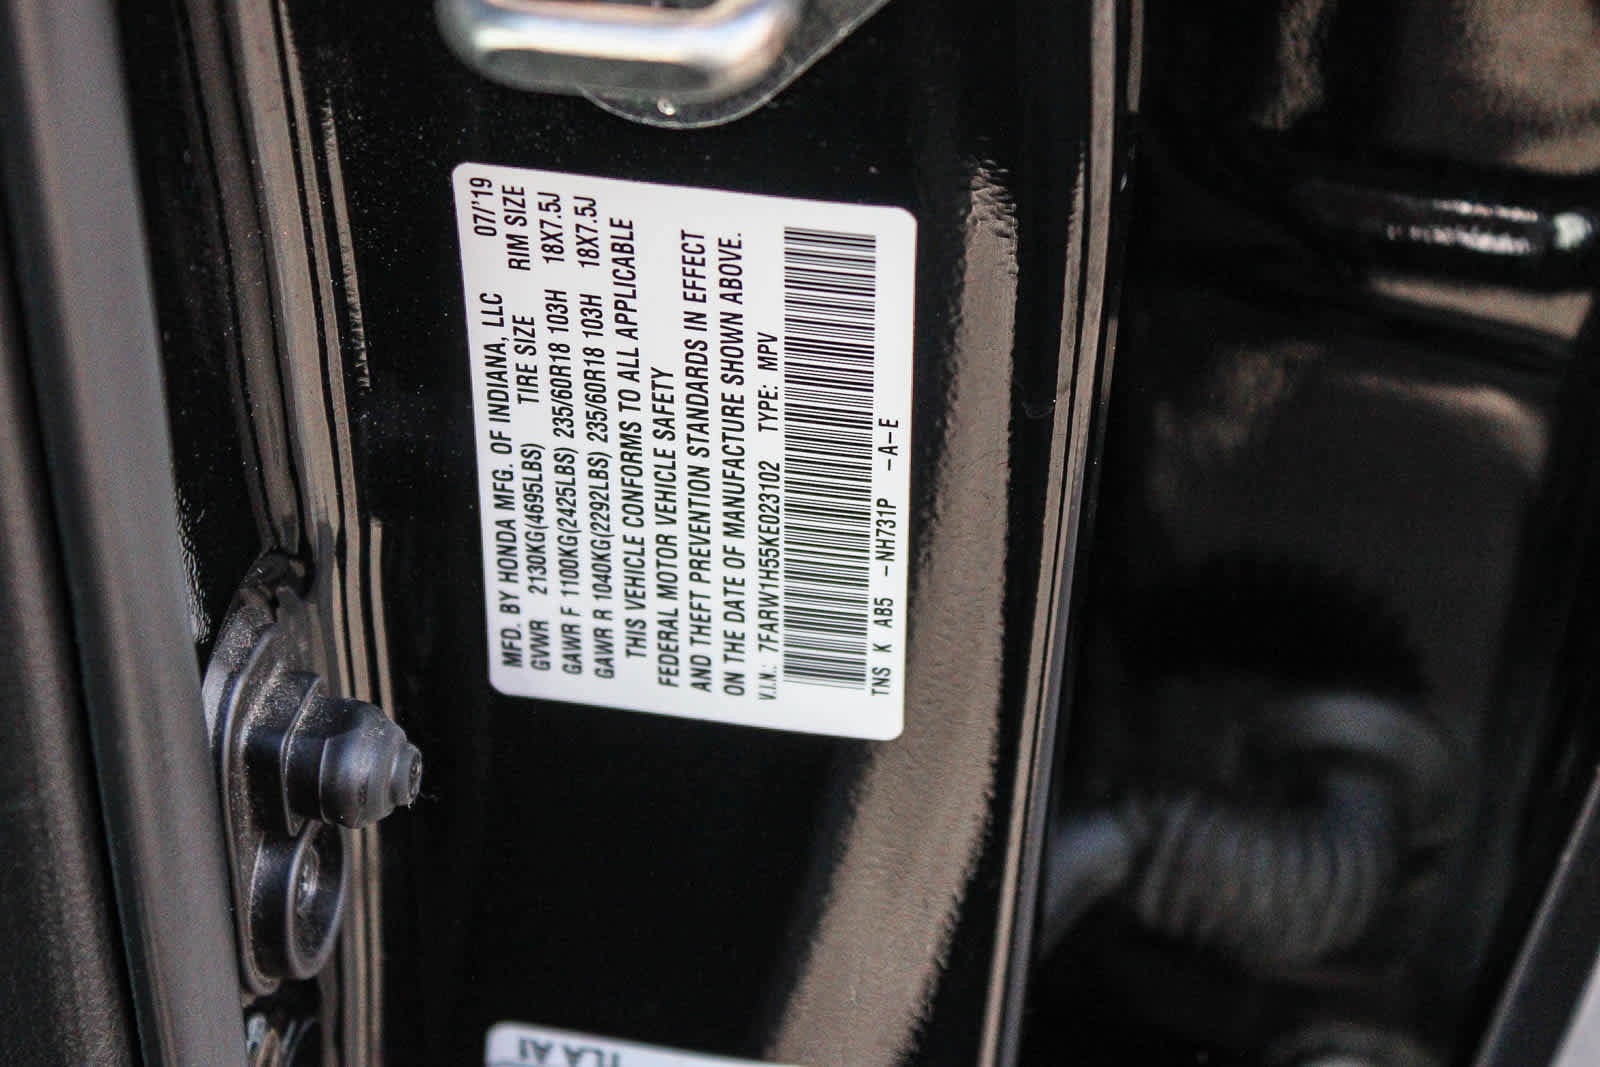 MFD. BY HONDA MFG. OF INDIANA, LLC 07/'19
GVWR 2130KG(4695LBS) TIRE SIZE RIM SIZE
GAWR F 1100KG(2425LBS) 235/60R18 103H 18X7.5J
GAWR R 1040KG(2292LBS) 235/60R18 103H 18X7.5J
THIS VEHICLE CONFORMS TO ALL APPLICABLE
FEDERAL MOTOR VEHICLE SAFETY
AND THEFT PREVENTION STANDARDS IN EFFECT
ON THE DATE OF MANUFACTURE SHOWN ABOVE.
V.I.N.: 7FARW1H55KE023102 TYPE: MPV
TNS K AB5 -NH731P -A-E